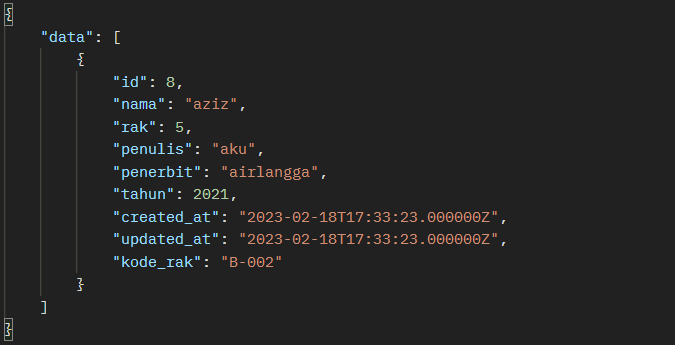 {
    "data": [
        {
            "id": 8,
            "nama": "aziz",
            "rak": 5,
            "penulis": "aku",
            "penerbit": "airlangga",
            "tahun": 2021,
            "created_at": "2023-02-18T17:33:23.000000Z",
            "updated_at": "2023-02-18T17:33:23.000000Z",
            "kode_rak": "B-002"
        }
    ]
}